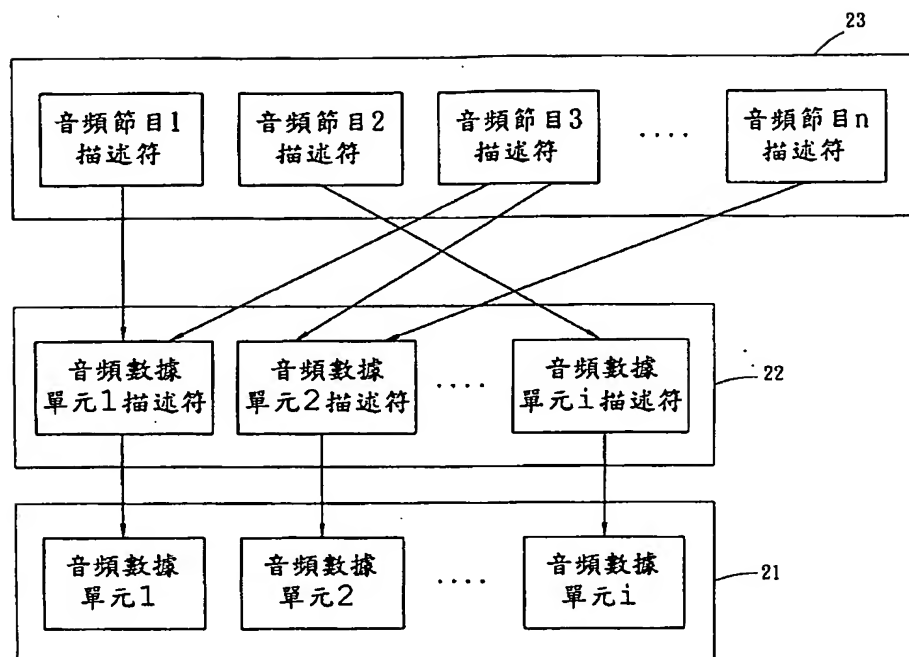 23
音頻節目1
描述符
音頻節目2
描述符
音頻節目3
描述符
‥‥
音頻節目n
描述符
音頻數據
單元1描述符
音頻數據
單元2描述符
‥‥
音頻數據
單元i描述符
22
音頻數據
單元1
音頻數據
單元2
‥‥
音頻數據
單元i
21